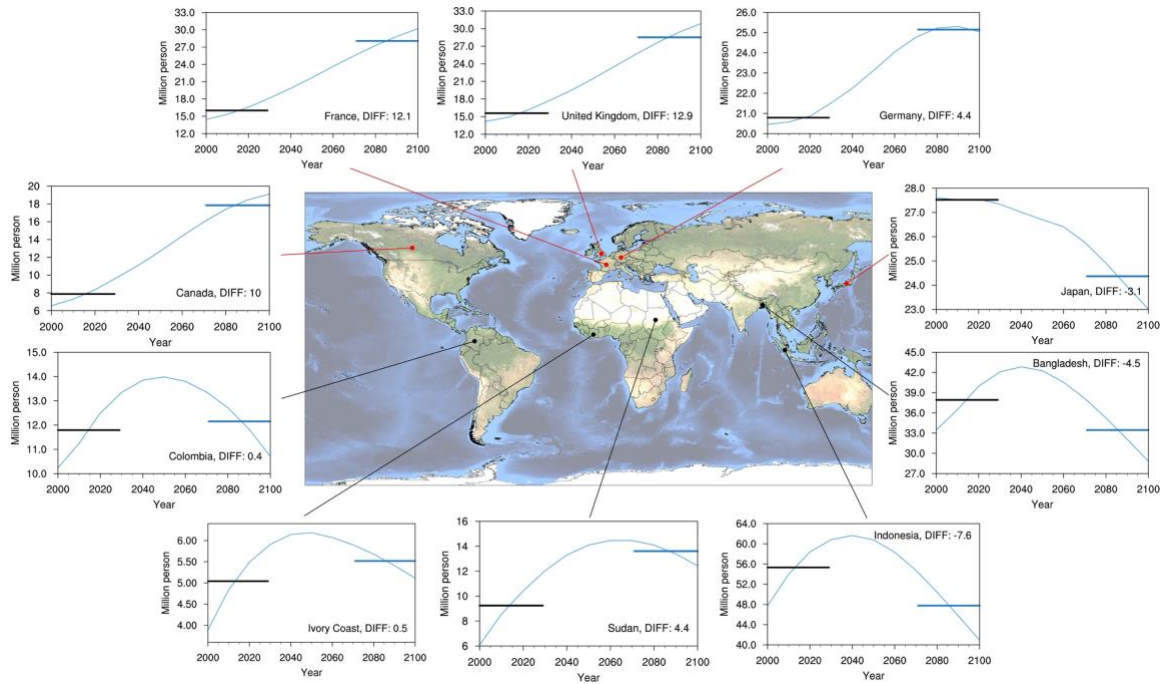 33.0
30.0
27.0
24.0
21.0
18.0
15.0
12.0
Million person
France, DIFF: 12.1
2000 2020 2040 2060 2080 2100
Year
33.0
30.0
27.0
24.0
21.0
18.0
15.0
12.0
Million person
United Kingdom, DIFF: 12.9
2000 2020 2040 2060 2080 2100
Year
26.0
25.0
24.0
23.0
22.0
21.0
20.0
Million person
Germany, DIFF: 4.4
2000 2020 2040 2060 2080 2100
Year
20
18
16
14
12
10
8
6
Million person
Canada, DIFF: 10
2000 2020 2040 2060 2080 2100
Year
28.0
27.0
26.0
25.0
24.0
23.0
Million person
Japan, DIFF: -3.1
2000 2020 2040 2060 2080 2100
Year
15.0
14.0
13.0
12.0
11.0
10.0
Million person
Colombia, DIFF: 0.4
2000 2020 2040 2060 2080 2100
Year
45.0
42.0
39.0
36.0
33.0
30.0
27.0
Million person
Bangladesh, DIFF: -4.5
2000 2020 2040 2060 2080 2100
Year
6.00
5.00
4.00
Million person
Ivory Coast, DIFF: 0.5
2000 2020 2040 2060 2080 2100
Year
16
14
12
10
8
6
Million person
Sudan, DIFF: 4.4
2000 2020 2040 2060 2080 2100
Year
64.0
60.0
56.0
52.0
48.0
44.0
40.0
Million person
Indonesia, DIFF: -7.6
2000 2020 2040 2060 2080 2100
Year